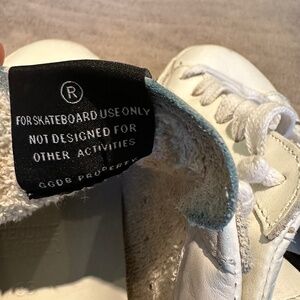 ®
FOR SKATEBOARD USE ONLY
NOT DESIGNED FOR
OTHER ACTIVITIES
GGDB PROPERTY